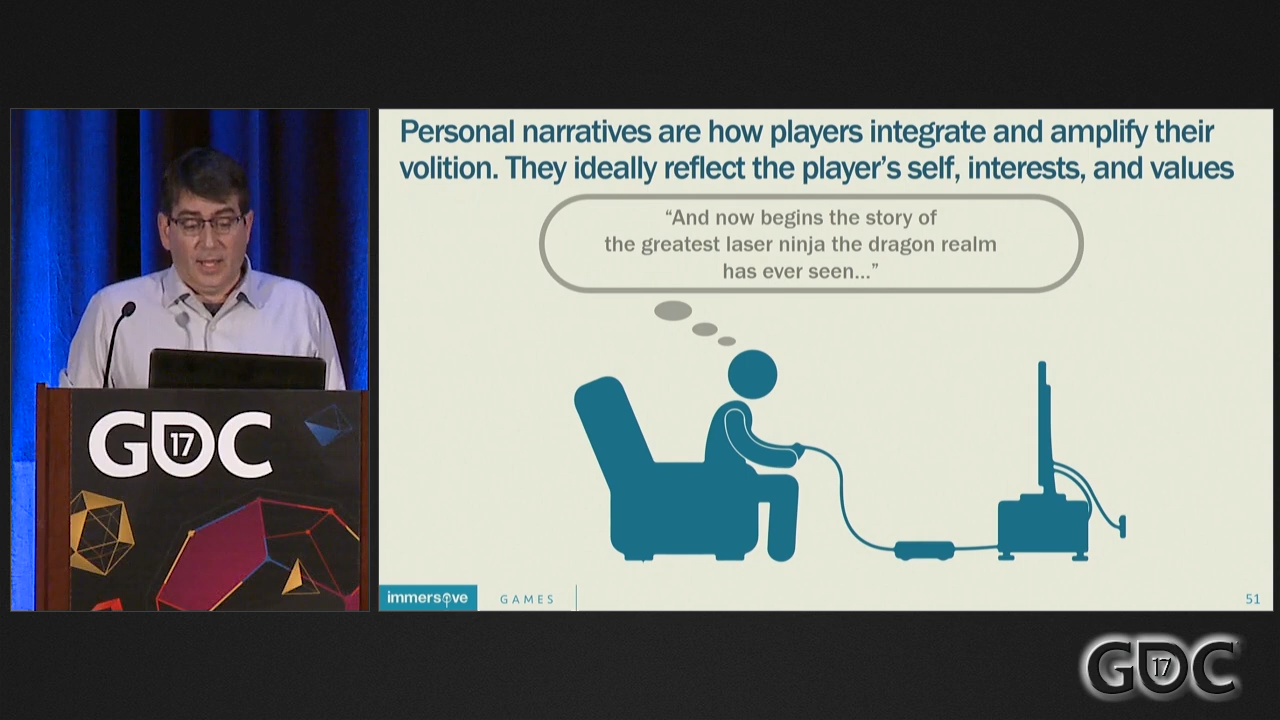 Personal narratives are how players integrate and amplify their
volition. They ideally reflect the player's self, interests, and values
“And now begins the story of
the greatest laser ninja the dragon realm
has ever seen...”
GDC
17
immersive
GAMES
51
GDC
17